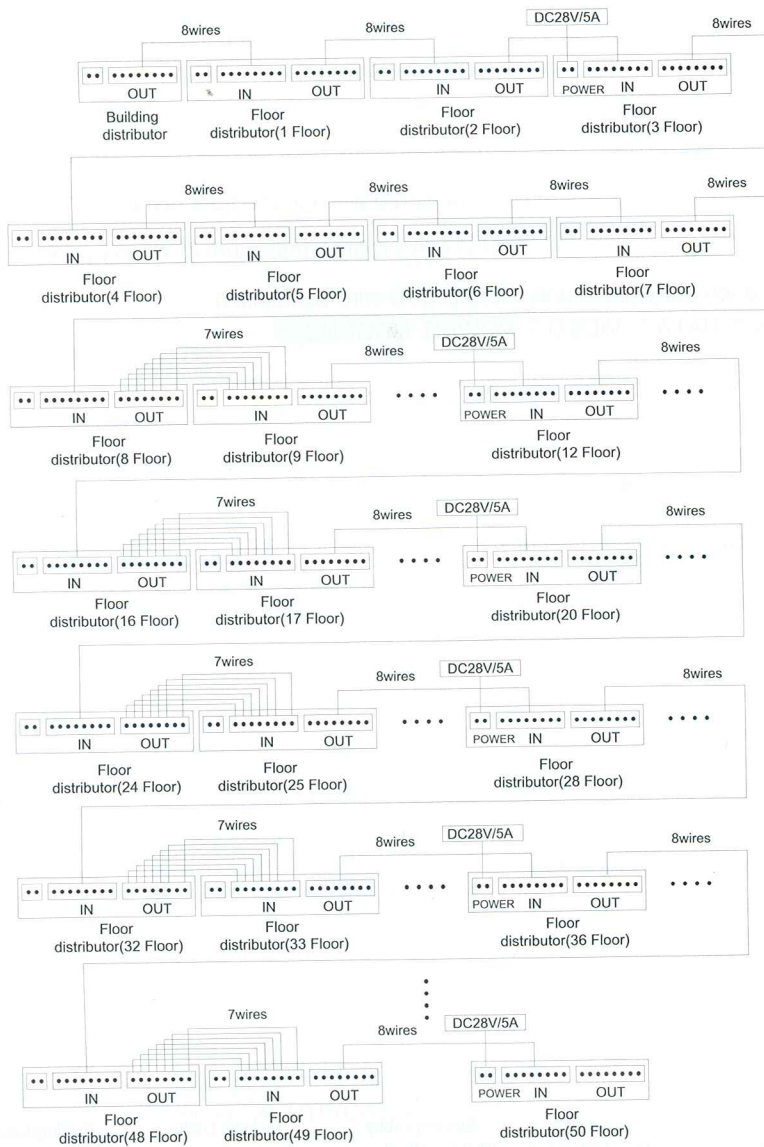 DC28V/5A
8wires 8wires 8wires
OUT IN OUT IN OUT POWER IN OUT
Building Floor Floor Floor
distributor distributor(1 Floor) distributor(2 Floor) distributor(3 Floor)
8wires 8wires 8wires 8wires
IN OUT IN OUT IN OUT IN OUT
Floor Floor Floor Floor
distributor(4 Floor) distributor(5 Floor) distributor(6 Floor) distributor(7 Floor)
7wires 8wires DC28V/5A 8wires
IN OUT IN OUT POWER IN OUT
Floor Floor Floor
distributor(8 Floor) distributor(9 Floor) distributor(12 Floor)
7wires 8wires DC28V/5A 8wires
IN OUT IN OUT POWER IN OUT
Floor Floor Floor
distributor(16 Floor) distributor(17 Floor) distributor(20 Floor)
7wires 8wires DC28V/5A 8wires
IN OUT IN OUT POWER IN OUT
Floor Floor Floor
distributor(24 Floor) distributor(25 Floor) distributor(28 Floor)
7wires 8wires DC28V/5A 8wires
IN OUT IN OUT POWER IN OUT
Floor Floor Floor
distributor(32 Floor) distributor(33 Floor) distributor(36 Floor)
7wires 8wires DC28V/5A
IN OUT IN OUT POWER IN OUT
Floor Floor Floor
distributor(48 Floor) distributor(49 Floor) distributor(50 Floor)